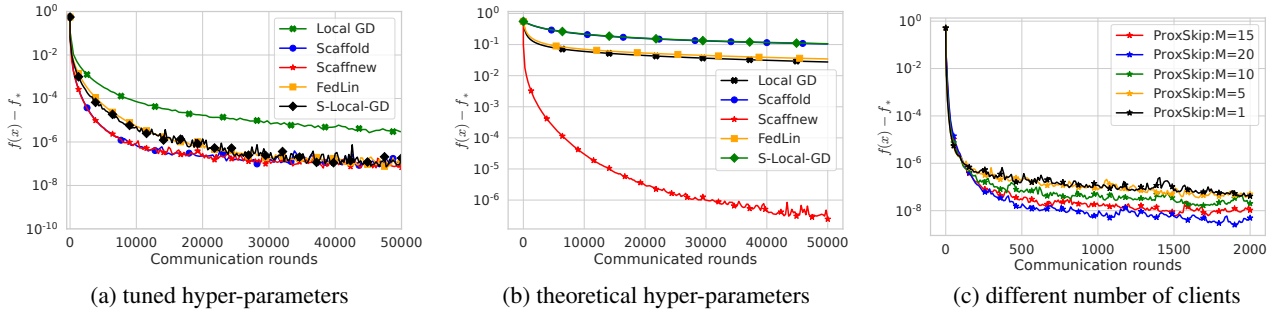 10^0
10^-2
10^-4
10^-6
10^-8
10^-10
f(x) − f_*
0
10000
20000
30000
40000
50000
Communication rounds
Local GD
Scaffold
Scaffnew
FedLin
S-Local-GD
(a) tuned hyper-parameters
10^0
10^-1
10^-2
10^-3
10^-4
10^-5
10^-6
f(x) − f_*
0
10000
20000
30000
40000
50000
Communicated rounds
Local GD
Scaffold
Scaffnew
FedLin
S-Local-GD
(b) theoretical hyper-parameters
10^0
10^-2
10^-4
10^-6
10^-8
f(x) − f_*
0
500
1000
1500
2000
Communication rounds
ProxSkip:M=15
ProxSkip:M=20
ProxSkip:M=10
ProxSkip:M=5
ProxSkip:M=1
(c) different number of clients